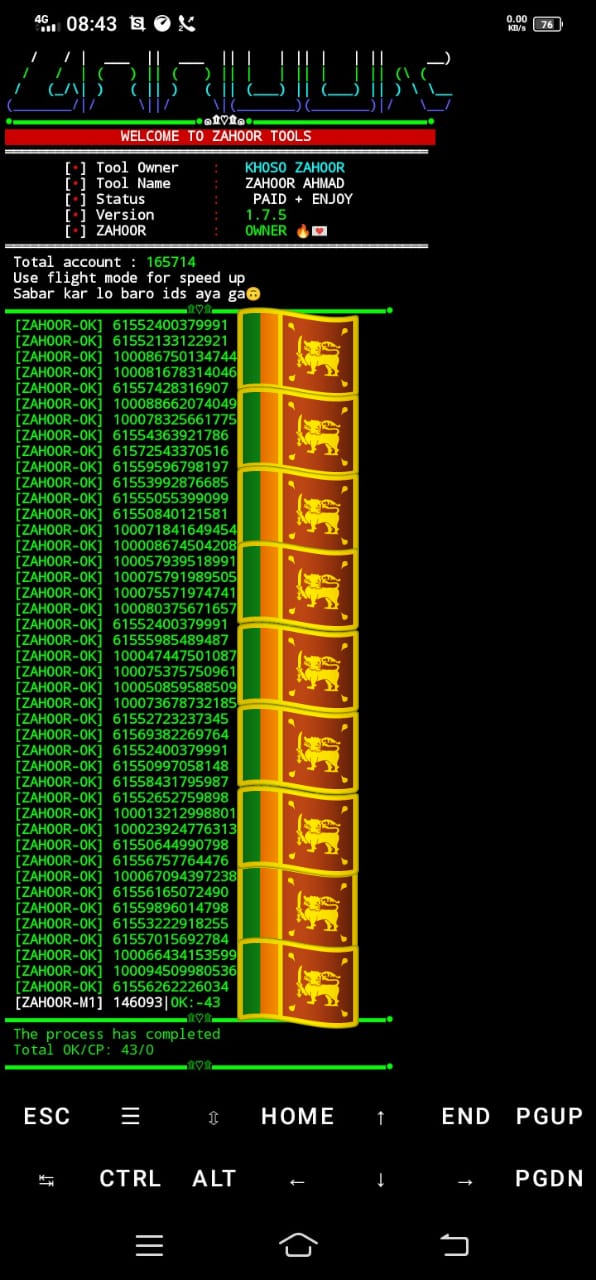 4G 08:43 0.00 KB/s 76
WELCOME TO ZAHOOR TOOLS
[•] Tool Owner : KHOSO ZAHOOR
[•] Tool Name : ZAHOOR AHMAD
[•] Status : PAID + ENJOY
[•] Version : 1.7.5
[•] ZAHOOR : OWNER 🔥💌
Total account : 165714
Use flight mode for speed up
Sabar kar lo baro ids aya ga🙃
[ZAHOOR-OK] 61552400379991
[ZAHOOR-OK] 61552133122921
[ZAHOOR-OK] 100086750134744
[ZAHOOR-OK] 100081678314046
[ZAHOOR-OK] 61557428316907
[ZAHOOR-OK] 100088662074049
[ZAHOOR-OK] 100078325661775
[ZAHOOR-OK] 61554363921786
[ZAHOOR-OK] 61572543370516
[ZAHOOR-OK] 61559596798197
[ZAHOOR-OK] 61553992876685
[ZAHOOR-OK] 61555055399099
[ZAHOOR-OK] 61550840121581
[ZAHOOR-OK] 100071841649454
[ZAHOOR-OK] 100008674504208
[ZAHOOR-OK] 100057939518991
[ZAHOOR-OK] 100075791989505
[ZAHOOR-OK] 100075571974741
[ZAHOOR-OK] 100080375671657
[ZAHOOR-OK] 61552400379991
[ZAHOOR-OK] 61555985489487
[ZAHOOR-OK] 100047447501087
[ZAHOOR-OK] 100075375750961
[ZAHOOR-OK] 100050859588509
[ZAHOOR-OK] 100073678732185
[ZAHOOR-OK] 61552723237345
[ZAHOOR-OK] 61569382269764
[ZAHOOR-OK] 61552400379991
[ZAHOOR-OK] 61550997058148
[ZAHOOR-OK] 61558431795987
[ZAHOOR-OK] 61552652759898
[ZAHOOR-OK] 100013212998801
[ZAHOOR-OK] 100023924776313
[ZAHOOR-OK] 61550644990798
[ZAHOOR-OK] 61556757764476
[ZAHOOR-OK] 100067094397238
[ZAHOOR-OK] 61556165072490
[ZAHOOR-OK] 61559896014798
[ZAHOOR-OK] 61553222918255
[ZAHOOR-OK] 61557015692784
[ZAHOOR-OK] 100066434153599
[ZAHOOR-OK] 100094509980536
[ZAHOOR-OK] 61556262226034
[ZAHOOR-M1] 146093|OK:-43
The process has completed
Total OK/CP: 43/0
ESC ☰ ⇳ HOME ↑ END PGUP
↹ CTRL ALT ← ↓ → PGDN